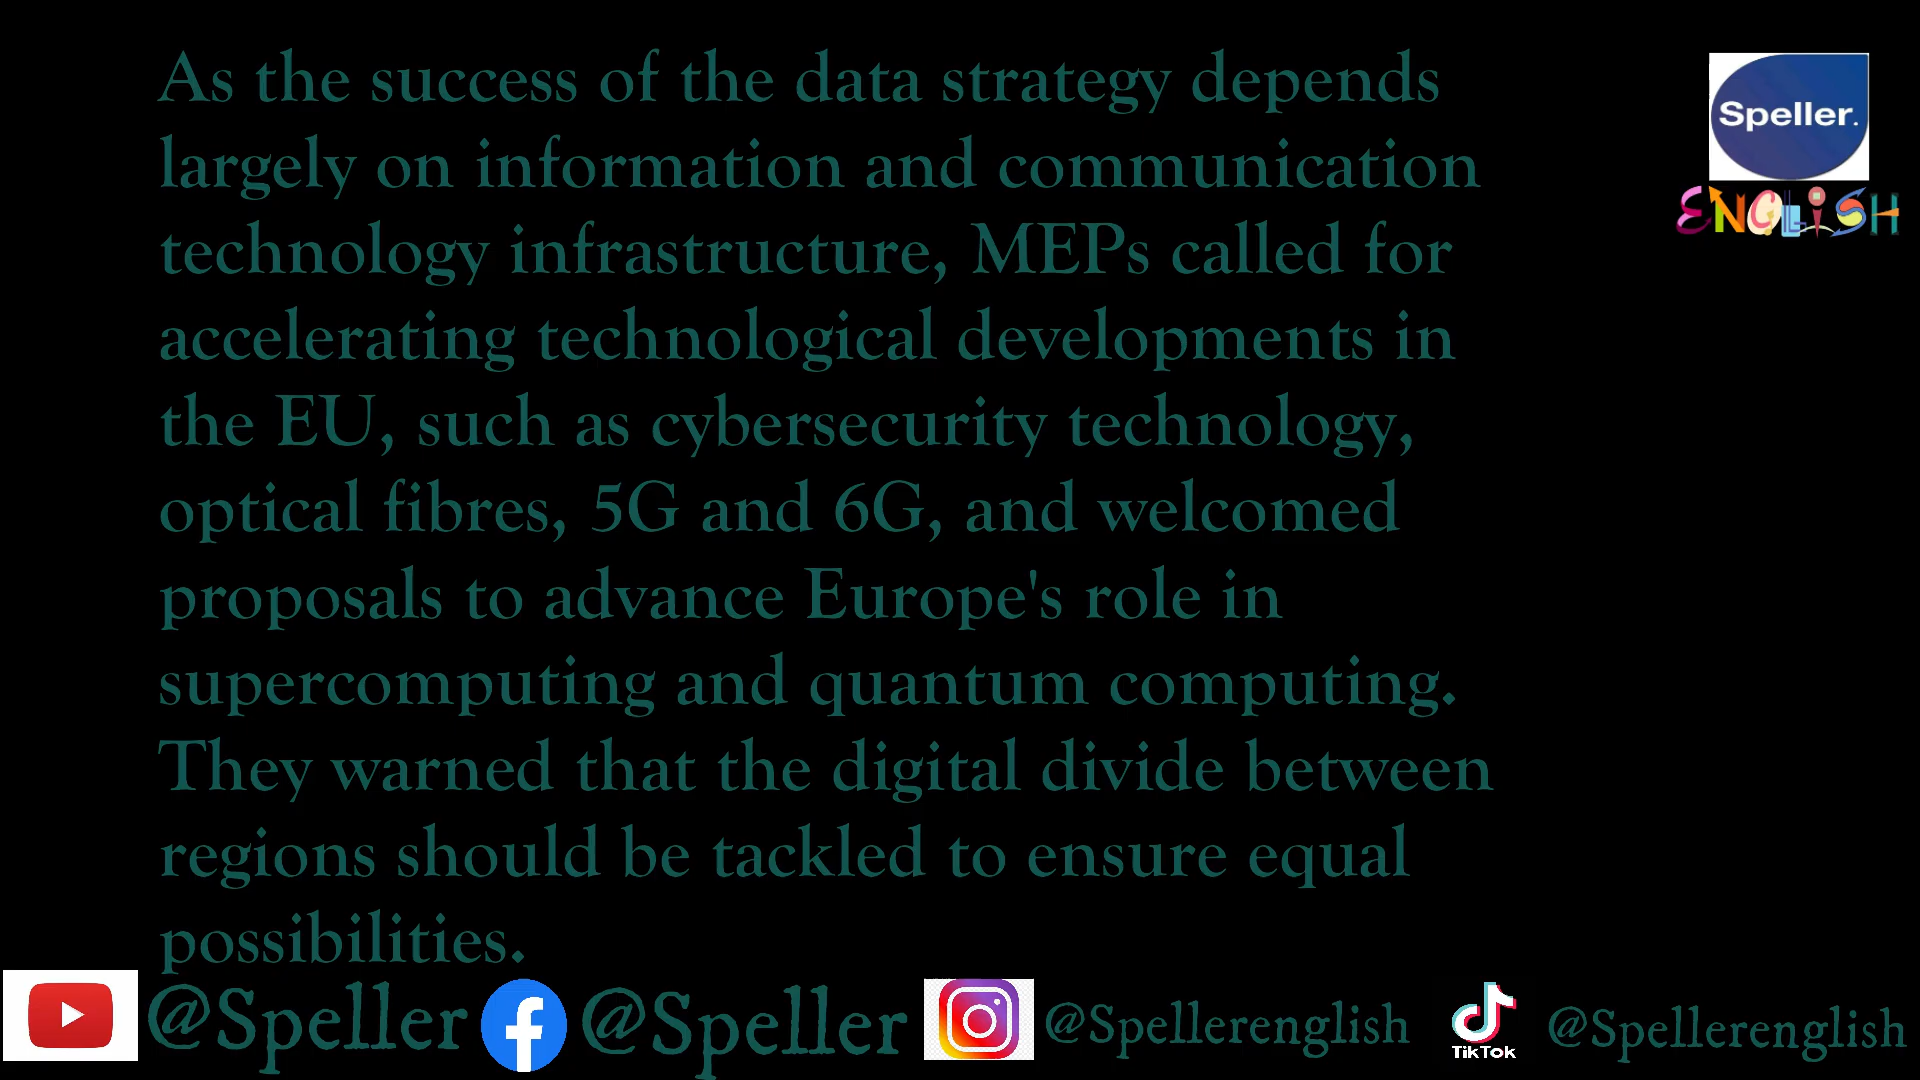 As the success of the data strategy depends
largely on information and communication
technology infrastructure, MEPs called for
accelerating technological developments in
the EU, such as cybersecurity technology,
optical fibres, 5G and 6G, and welcomed
proposals to advance Europe's role in
supercomputing and quantum computing.
They warned that the digital divide between
regions should be tackled to ensure equal
possibilities.
Speller.
ENGLISH
@Speller @Speller @Spellerenglish TikTok @Spellerenglish